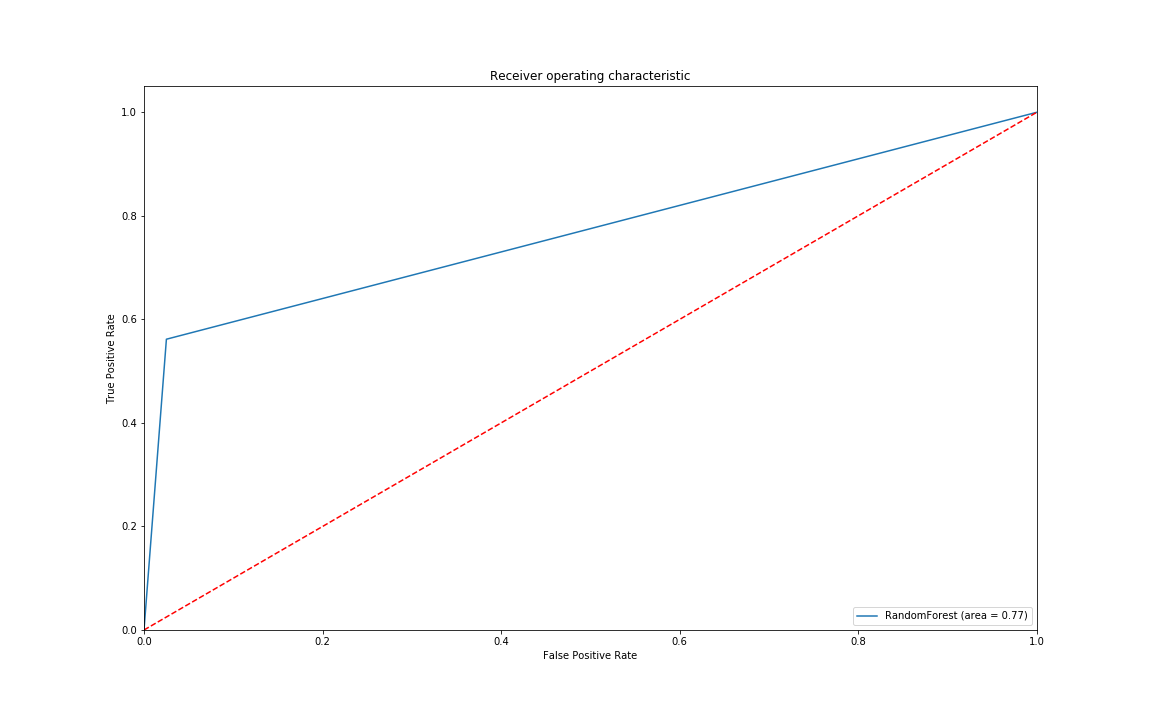 Receiver operating characteristic
1.0
0.8
0.6
0.4
0.2
0.0
True Positive Rate
RandomForest (area = 0.77)
0.0 0.2 0.4 0.6 0.8 1.0
False Positive Rate